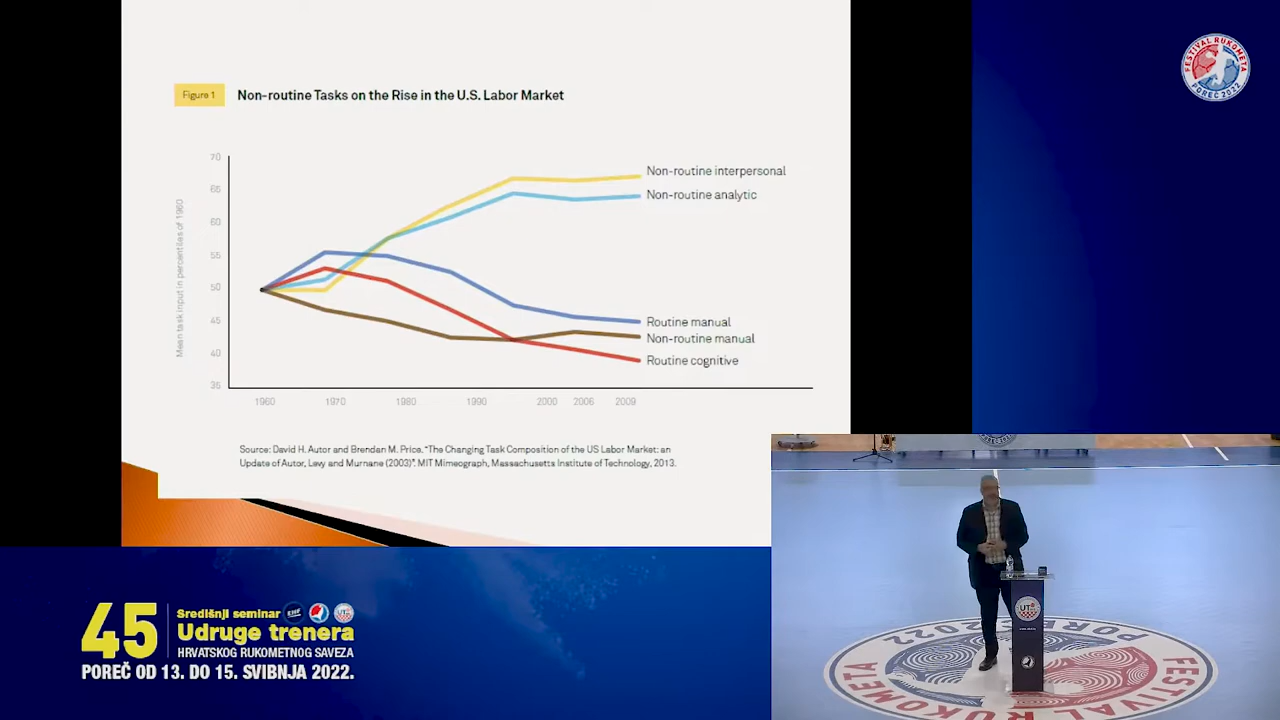 Figure 1
Non-routine Tasks on the Rise in the U.S. Labor Market
Mean task input in percentiles of 1960
70
65
60
55
50
45
40
35
1960
1970
1980
1990
2000
2006
2009
Non-routine interpersonal
Non-routine analytic
Routine manual
Non-routine manual
Routine cognitive
Source: David H. Autor and Brendan M. Price. "The Changing Task Composition of the US Labor Market: an
Update of Autor, Levy and Murnane (2003)". MIT Mimeograph, Massachusetts Institute of Technology, 2013.
FESTIVAL RUKOMETA
POREČ 2022
45
Središnji seminar
Udruge trenera
HRVATSKOG RUKOMETNOG SAVEZA
POREČ OD 13. DO 15. SVIBNJA 2022.
POREČ 2022
FESTIVAL RUKOMETA